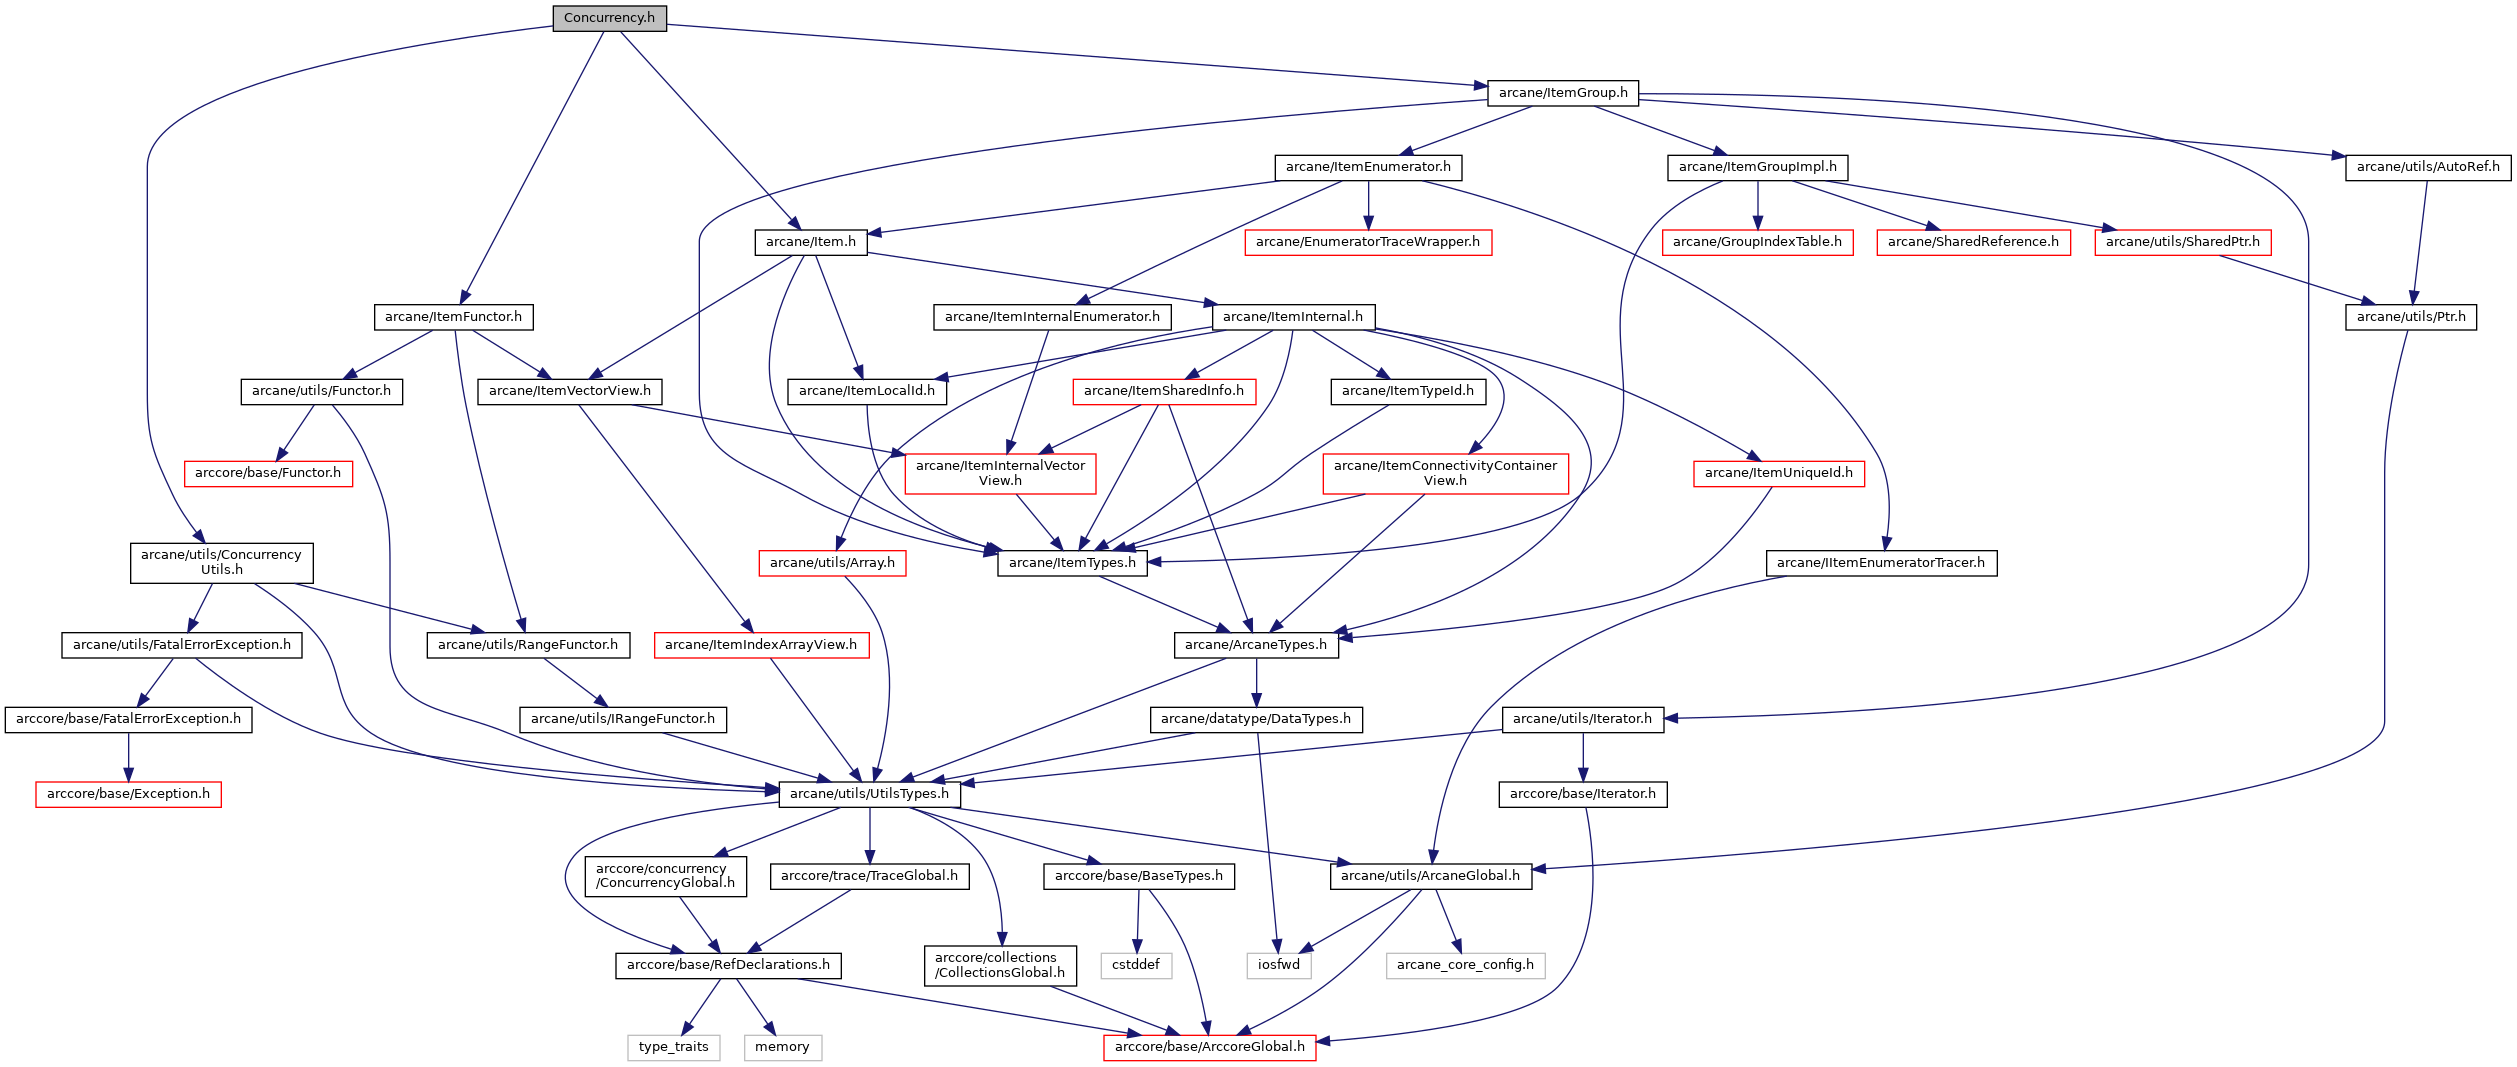 Concurrency.h
arcane/ItemGroup.h
arcane/ItemEnumerator.h
arcane/ItemGroupImpl.h
arcane/utils/AutoRef.h
arcane/Item.h
arcane/EnumeratorTraceWrapper.h
arcane/GroupIndexTable.h
arcane/SharedReference.h
arcane/utils/SharedPtr.h
arcane/ItemFunctor.h
arcane/ItemInternalEnumerator.h
arcane/ItemInternal.h
arcane/utils/Ptr.h
arcane/utils/Functor.h
arcane/ItemVectorView.h
arcane/ItemLocalId.h
arcane/ItemSharedInfo.h
arcane/ItemTypeId.h
arccore/base/Functor.h
arcane/ItemInternalVector
View.h
arcane/ItemConnectivityContainer
View.h
arcane/ItemUniqueId.h
arcane/utils/Concurrency
Utils.h
arcane/utils/Array.h
arcane/ItemTypes.h
arcane/IItemEnumeratorTracer.h
arcane/utils/FatalErrorException.h
arcane/utils/RangeFunctor.h
arcane/ItemIndexArrayView.h
arcane/ArcaneTypes.h
arccore/base/FatalErrorException.h
arcane/utils/IRangeFunctor.h
arcane/datatype/DataTypes.h
arcane/utils/Iterator.h
arccore/base/Exception.h
arcane/utils/UtilsTypes.h
arccore/base/Iterator.h
arccore/concurrency
/ConcurrencyGlobal.h
arccore/trace/TraceGlobal.h
arccore/base/BaseTypes.h
arcane/utils/ArcaneGlobal.h
arccore/base/RefDeclarations.h
arccore/collections
/CollectionsGlobal.h
cstddef
iosfwd
arcane_core_config.h
type_traits
memory
arccore/base/ArccoreGlobal.h